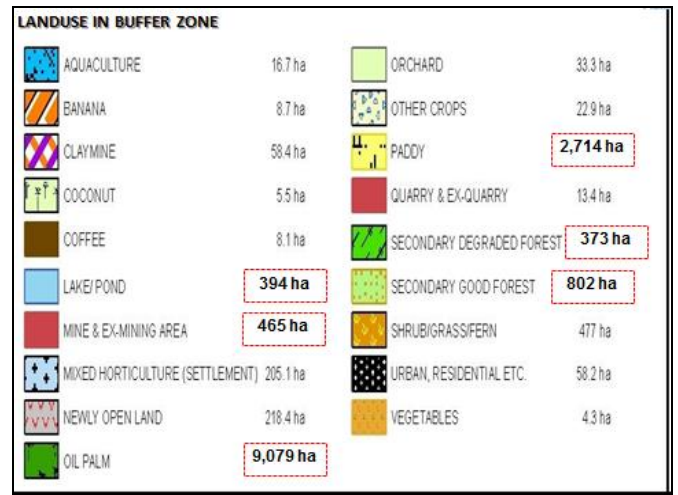 LANDUSE IN BUFFER ZONE
AQUACULTURE 16.7 ha
BANANA 8.7 ha
CLAYMINE 58.4 ha
COCONUT 5.5 ha
COFFEE 8.1 ha
LAKE/ POND 394 ha
MINE & EX-MINING AREA 465 ha
MIXED HORTICULTURE (SETTLEMENT) 205.1 ha
NEWLY OPEN LAND 218.4 ha
OIL PALM 9,079 ha
ORCHARD 33.3 ha
OTHER CROPS 22.9 ha
PADDY 2,714 ha
QUARRY & EX-QUARRY 13.4 ha
SECONDARY DEGRADED FOREST 373 ha
SECONDARY GOOD FOREST 802 ha
SHRUB/GRASS/FERN 477 ha
URBAN, RESIDENTIAL ETC. 58.2 ha
VEGETABLES 4.3 ha